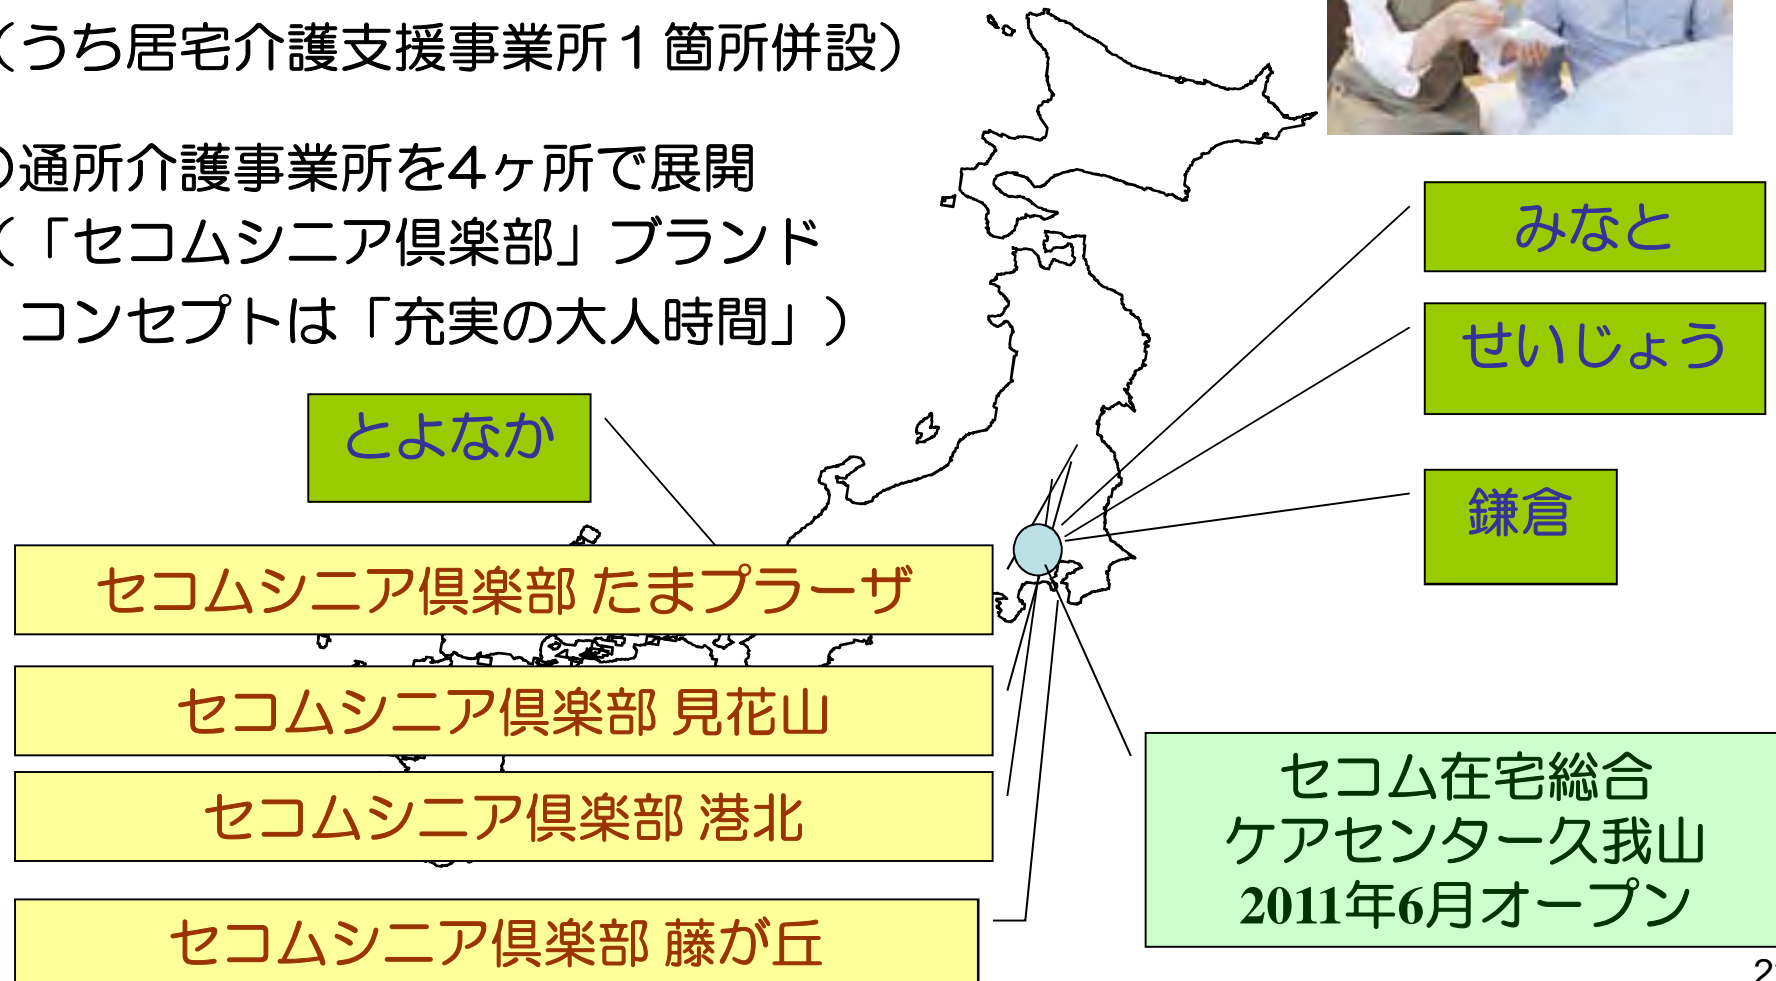 （うち居宅介護支援事業所１箇所併設）
通所介護事業所を4ヶ所で展開
（「セコムシニア倶楽部」ブランド
コンセプトは「充実の大人時間」）
みなと
せいじょう
とよなか
鎌倉
セコムシニア倶楽部 たまプラーザ
セコムシニア倶楽部 見花山
セコムシニア倶楽部 港北
セコムシニア倶楽部 藤が丘
セコム在宅総合
ケアセンター久我山
2011年6月オープン